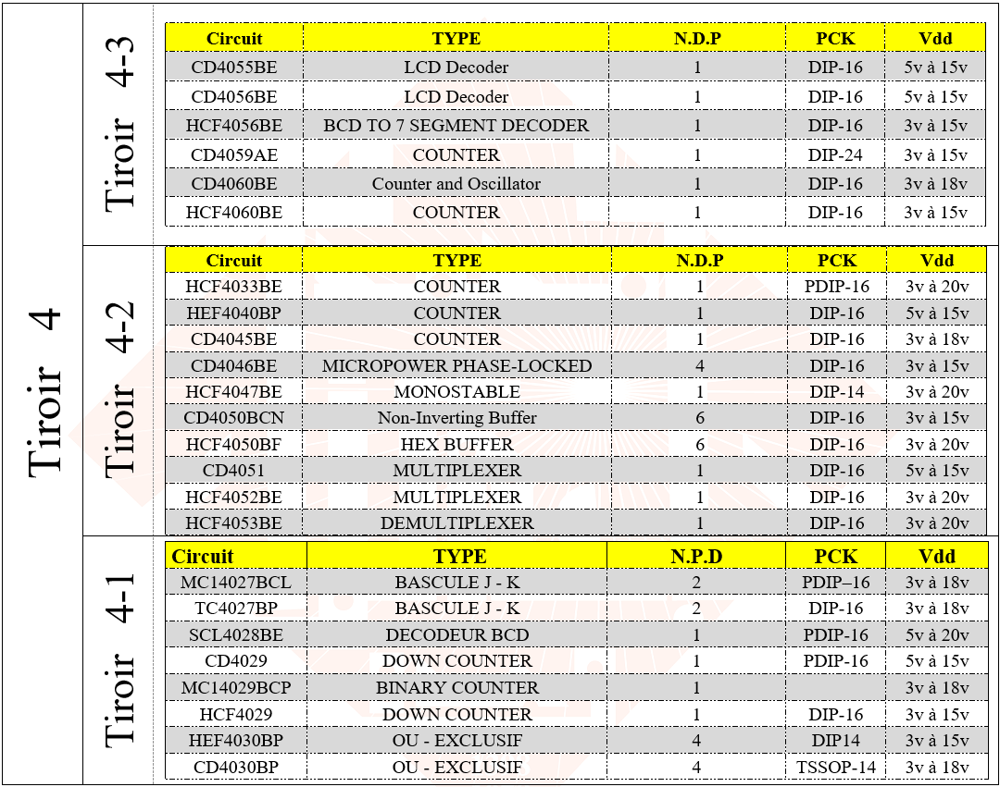 Tiroir 4
Tiroir 4-3
Circuit TYPE N.D.P PCK Vdd
CD4055BE LCD Decoder 1 DIP-16 5v à 15v
CD4056BE LCD Decoder 1 DIP-16 5v à 15v
HCF4056BE BCD TO 7 SEGMENT DECODER 1 DIP-16 3v à 15v
CD4059AE COUNTER 1 DIP-24 3v à 15v
CD4060BE Counter and Oscillator 1 DIP-16 3v à 18v
HCF4060BE COUNTER 1 DIP-16 3v à 15v
Tiroir 4-2
Circuit TYPE N.D.P PCK Vdd
HCF4033BE COUNTER 1 PDIP-16 3v à 20v
HEF4040BP COUNTER 1 DIP-16 5v à 15v
CD4045BE COUNTER 1 DIP-16 3v à 18v
CD4046BE MICROPOWER PHASE-LOCKED 4 DIP-16 3v à 15v
HCF4047BE MONOSTABLE 1 DIP-14 3v à 20v
CD4050BCN Non-Inverting Buffer 6 DIP-16 3v à 15v
HCF4050BF HEX BUFFER 6 DIP-16 3v à 20v
CD4051 MULTIPLEXER 1 DIP-16 5v à 15v
HCF4052BE MULTIPLEXER 1 DIP-16 3v à 20v
HCF4053BE DEMULTIPLEXER 1 DIP-16 3v à 20v
Tiroir 4-1
Circuit TYPE N.P.D PCK Vdd
MC14027BCL BASCULE J - K 2 PDIP–16 3v à 18v
TC4027BP BASCULE J - K 2 DIP-16 3v à 18v
SCL4028BE DECODEUR BCD 1 PDIP-16 5v à 20v
CD4029 DOWN COUNTER 1 PDIP-16 5v à 15v
MC14029BCP BINARY COUNTER 1 3v à 18v
HCF4029 DOWN COUNTER 1 DIP-16 3v à 15v
HEF4030BP OU - EXCLUSIF 4 DIP14 3v à 15v
CD4030BP OU - EXCLUSIF 4 TSSOP-14 3v à 18v